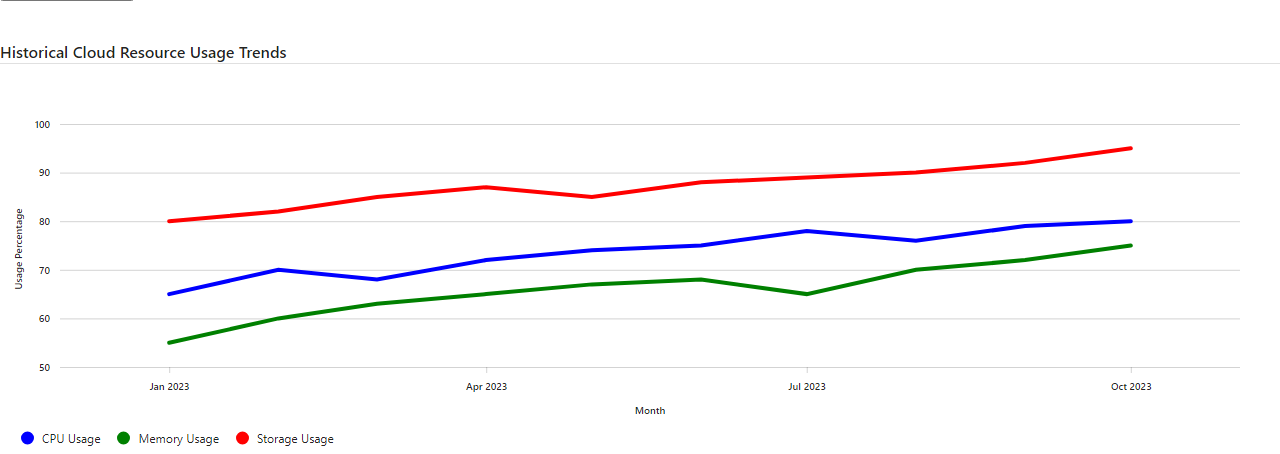 Historical Cloud Resource Usage Trends
100
90
80
70
60
50
Usage Percentage
Jan 2023 Apr 2023 Jul 2023 Oct 2023
Month
CPU Usage Memory Usage Storage Usage